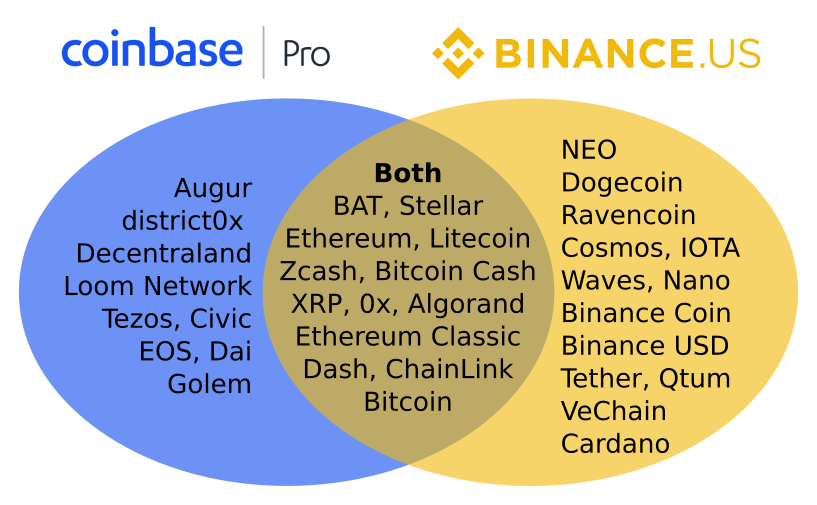 coinbase | Pro
BINANCE.US
Augur
district0x
Decentraland
Loom Network
Tezos, Civic
EOS, Dai
Golem
Both
BAT, Stellar
Ethereum, Litecoin
Zcash, Bitcoin Cash
XRP, 0x, Algorand
Ethereum Classic
Dash, ChainLink
Bitcoin
NEO
Dogecoin
Ravencoin
Cosmos, IOTA
Waves, Nano
Binance Coin
Binance USD
Tether, Qtum
VeChain
Cardano